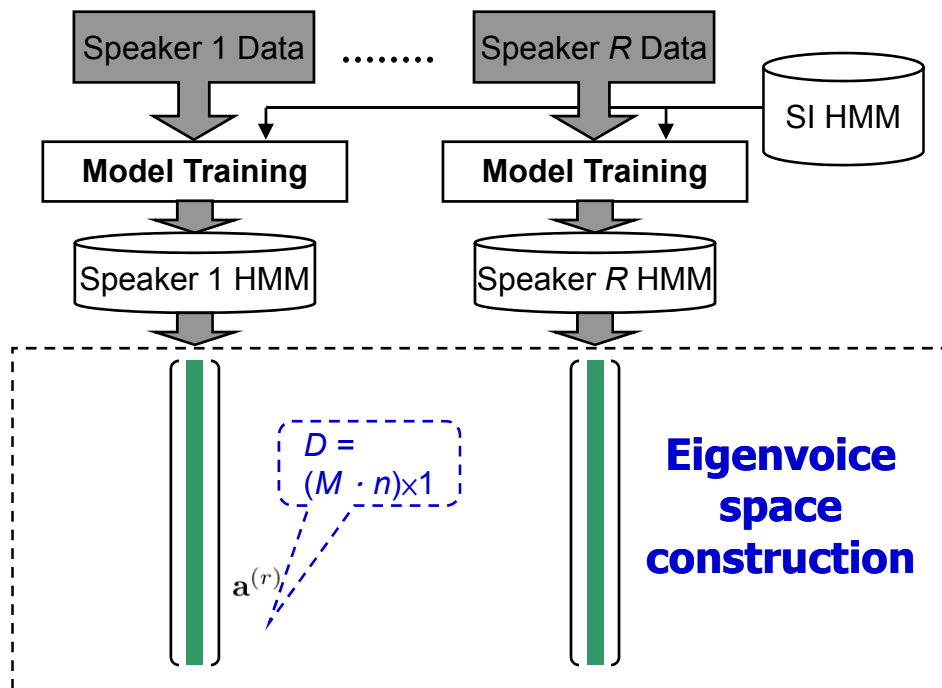 Speaker 1 Data
........
Speaker R Data
SI HMM
Model Training
Model Training
Speaker 1 HMM
Speaker R HMM
D =
(M · n)×1
Eigenvoice
space
construction
a^{(r)}